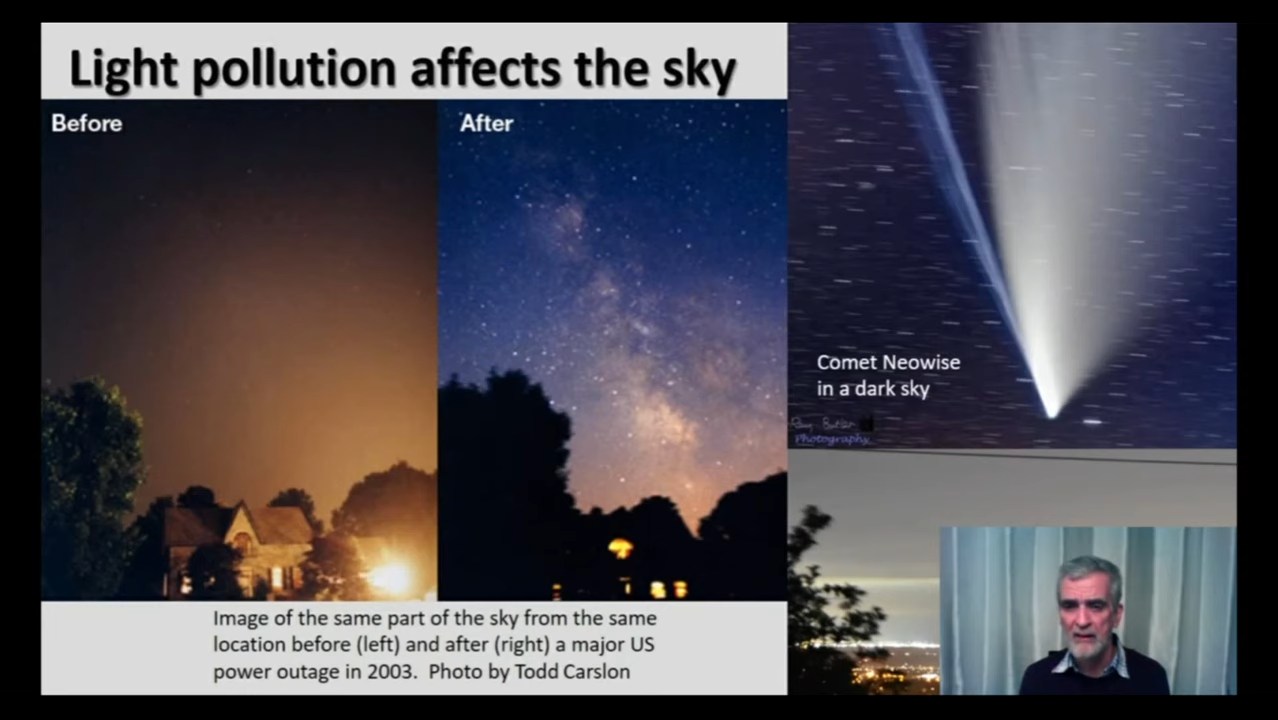 Light pollution affects the sky
Before
After
Comet Neowise
in a dark sky
Butler
Photography
Image of the same part of the sky from the same
location before (left) and after (right) a major US
power outage in 2003. Photo by Todd Carslon